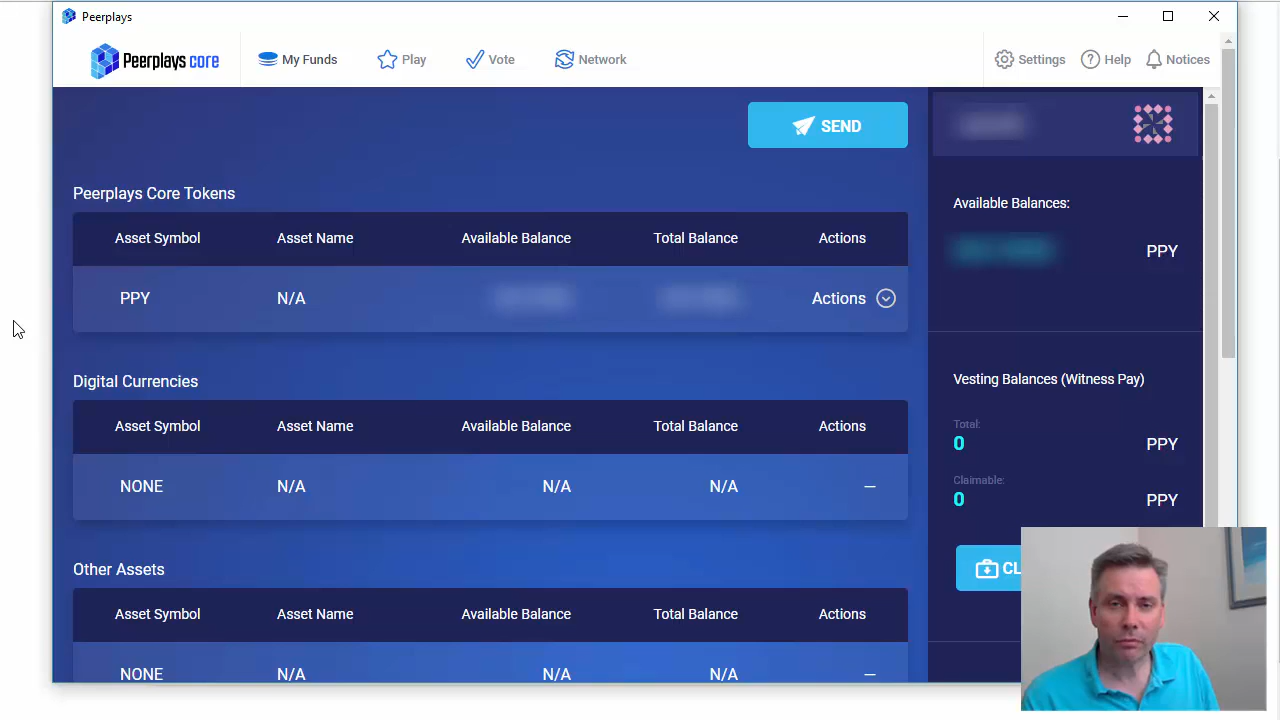 Peerplays
Peerplays core
My Funds
Play
Vote
Network
Settings
Help
Notices
SEND
Peerplays Core Tokens
Asset Symbol Asset Name Available Balance Total Balance Actions
PPY N/A Actions
Digital Currencies
Asset Symbol Asset Name Available Balance Total Balance Actions
NONE N/A N/A N/A —
Other Assets
Asset Symbol Asset Name Available Balance Total Balance Actions
NONE N/A N/A N/A —
Available Balances:
PPY
Vesting Balances (Witness Pay)
Total:
0 PPY
Claimable:
0 PPY
CL